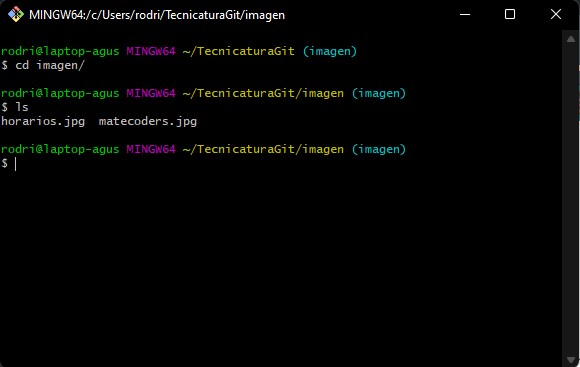 MINGW64:/c/Users/rodri/TecnicaturaGit/imagen
rodri@laptop-agus MINGW64 ~/TecnicaturaGit (imagen)
$ cd imagen/
rodri@laptop-agus MINGW64 ~/TecnicaturaGit/imagen (imagen)
$ ls
horarios.jpg  matecoders.jpg
rodri@laptop-agus MINGW64 ~/TecnicaturaGit/imagen (imagen)
$